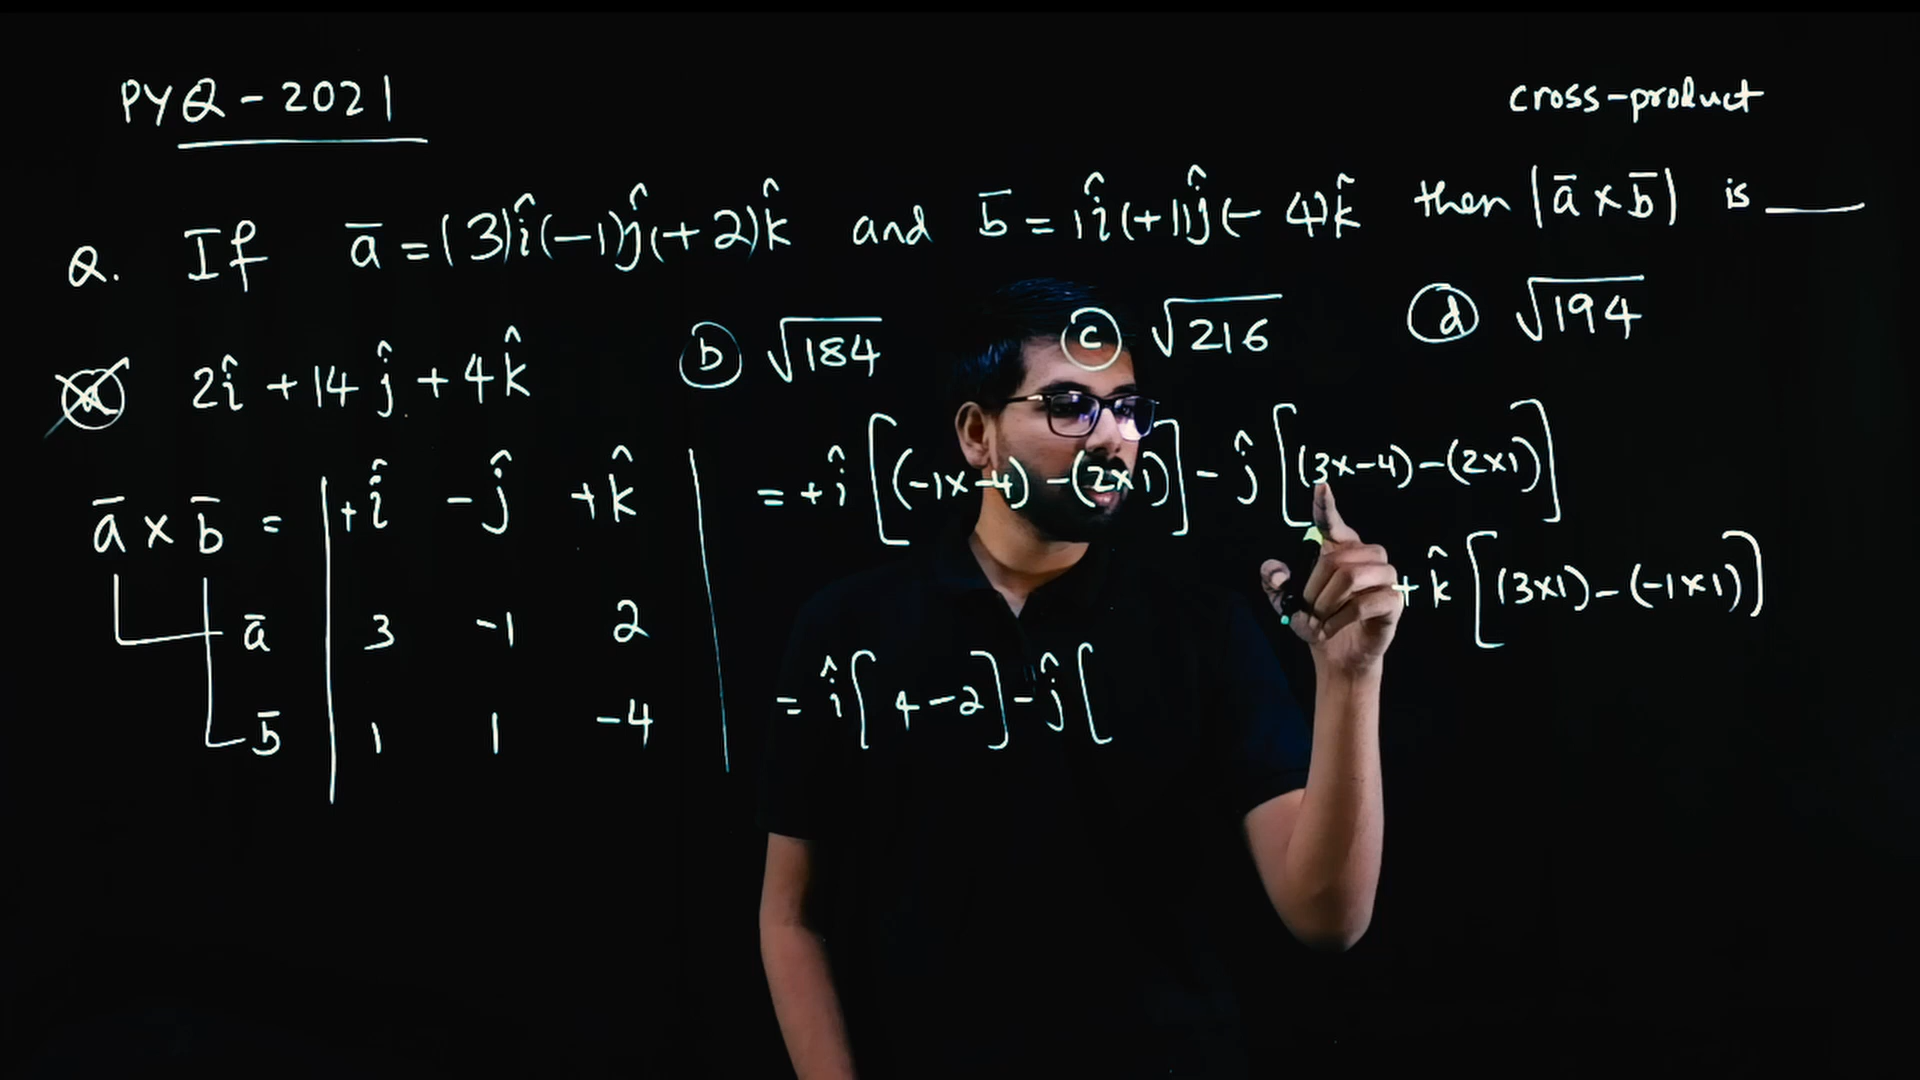 PYQ - 2021
cross-product
Q. If a̅ = (3)î(-1)ĵ(+2)k̂ and b̅ = 1î(+1)ĵ(-4)k̂ then |a̅ × b̅| is ____
ⓐ 2î + 14ĵ + 4k̂ ⓑ √184 ⓒ √216 ⓓ √194
a̅ × b̅ = | +î -ĵ +k̂ |
a̅ 3 -1 2
b̅ 1 1 -4
= +î [(-1×-4) - (2×1)] - ĵ [(3×-4) - (2×1)]
+ k̂ [(3×1) - (-1×1)]
= î [4-2] - ĵ [